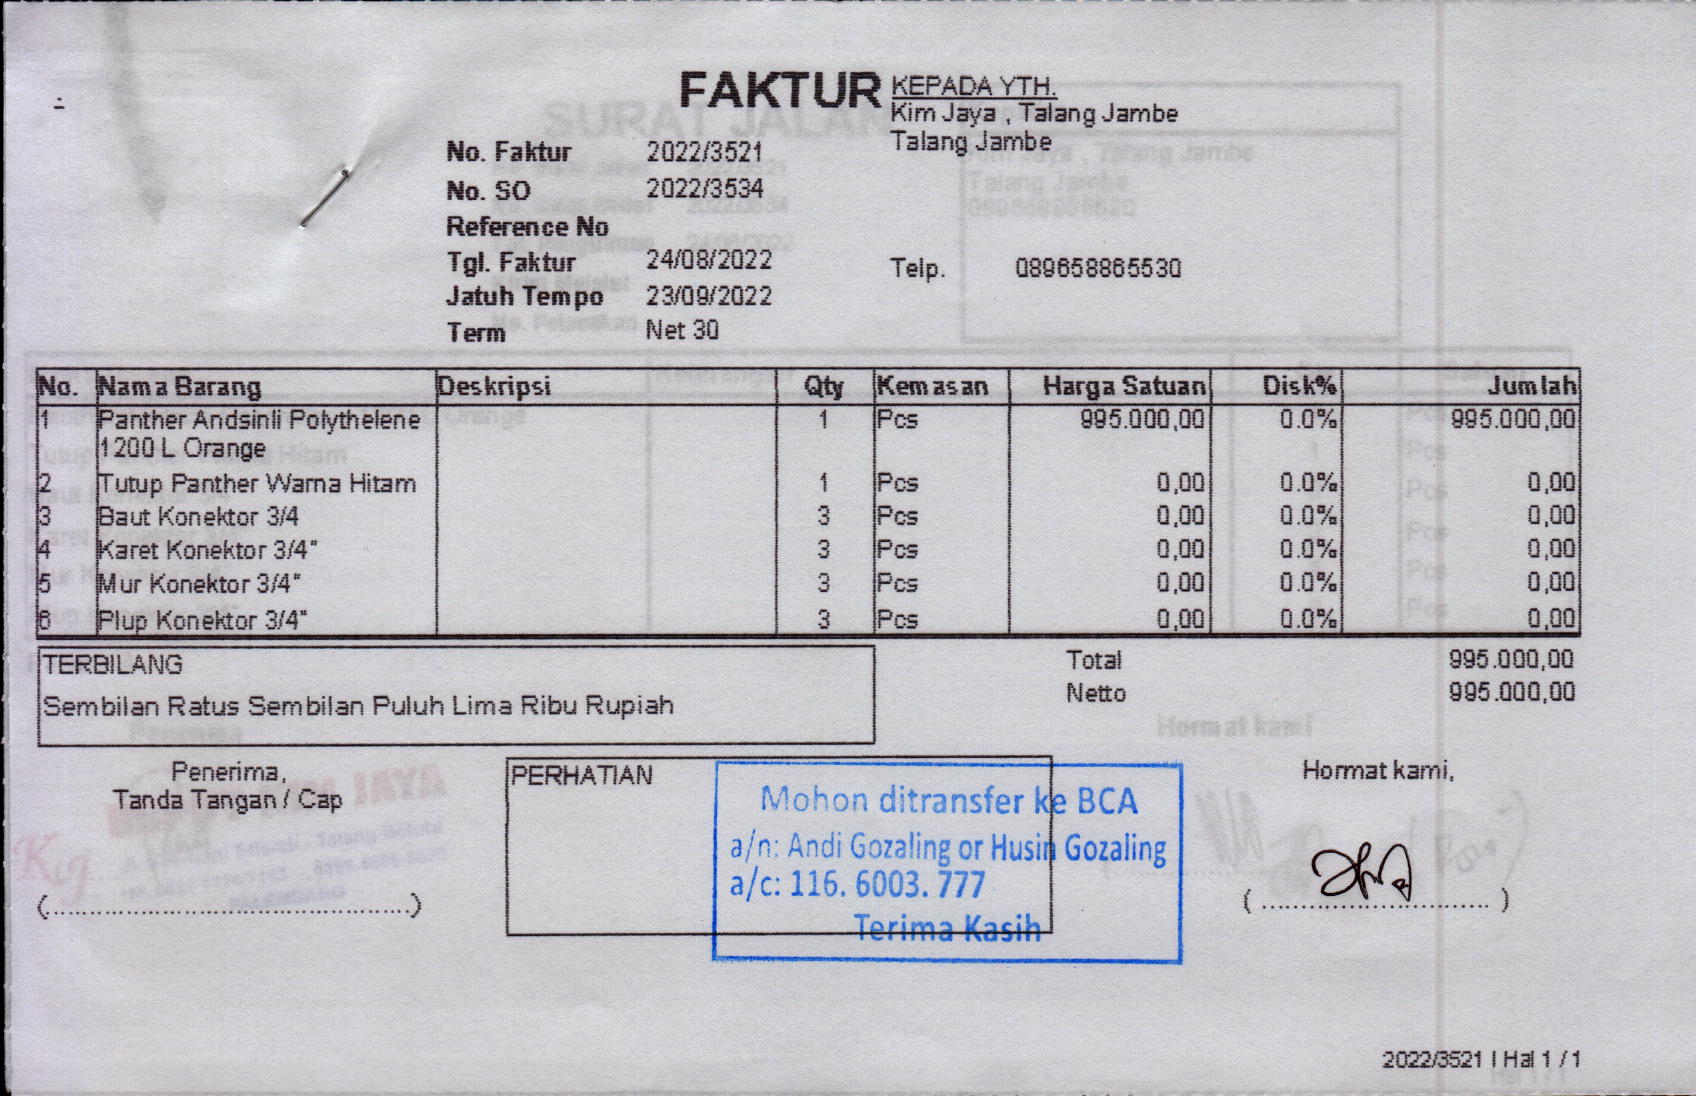 FAKTUR
KEPADA YTH.
Kim Jaya , Talang Jambe
Talang Jambe
No. Faktur 2022/3521
No. SO 2022/3534
Reference No
Tgl. Faktur 24/08/2022
Telp. 089658865530
Jatuh Tempo 23/09/2022
Term Net 30
No. Nama Barang Deskripsi Qty Kemasan Harga Satuan Disk% Jumlah
1 Panther Andsinli Polythelene 1 Pcs 995.000,00 0.0% 995.000,00
1200 L Orange
2 Tutup Panther Warna Hitam 1 Pcs 0,00 0.0% 0,00
3 Baut Konektor 3/4 3 Pcs 0,00 0.0% 0,00
4 Karet Konektor 3/4" 3 Pcs 0,00 0.0% 0,00
5 Mur Konektor 3/4" 3 Pcs 0,00 0.0% 0,00
6 Plup Konektor 3/4" 3 Pcs 0,00 0.0% 0,00
TERBILANG
Sembilan Ratus Sembilan Puluh Lima Ribu Rupiah
Total 995.000,00
Netto 995.000,00
Penerima,
Tanda Tangan / Cap
(..........................................)
PERHATIAN
Mohon ditransfer ke BCA
a/n: Andi Gozaling or Husin Gozaling
a/c: 116. 6003. 777
Terima Kasih
Hormat kami,
( ................................ )
2022/3521 | Hal 1 / 1